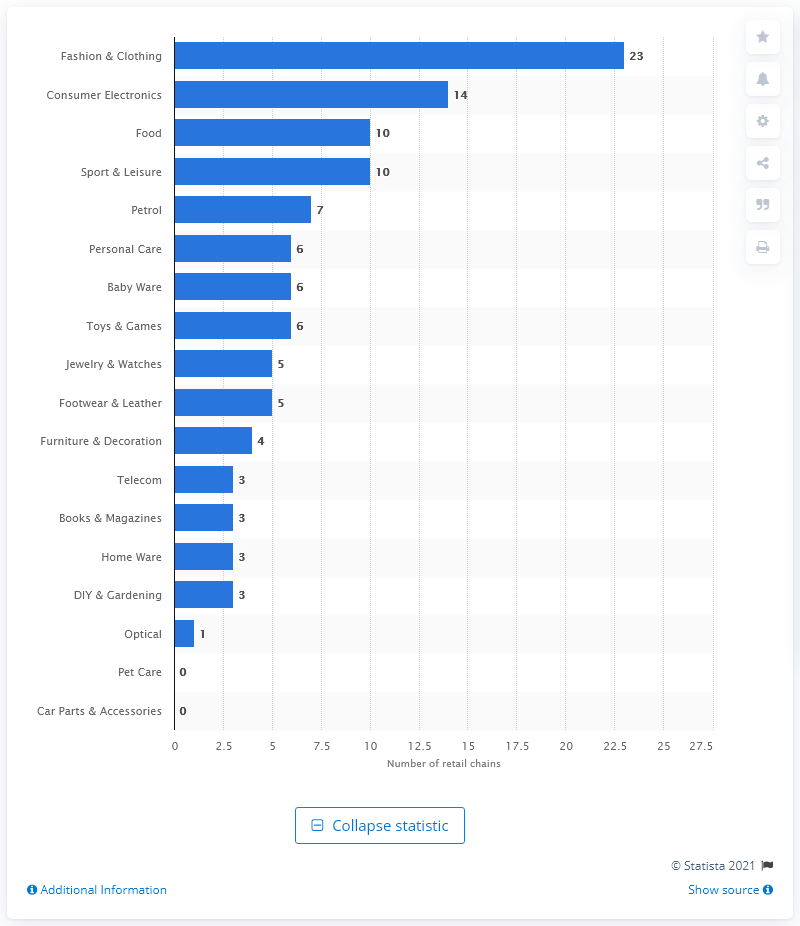 Fashion & Clothing 23
Consumer Electronics 14
Food 10
Sport & Leisure 10
Petrol 7
Personal Care 6
Baby Ware 6
Toys & Games 6
Jewelry & Watches 5
Footwear & Leather 5
Furniture & Decoration 4
Telecom 3
Books & Magazines 3
Home Ware 3
DIY & Gardening 3
Optical 1
Pet Care 0
Car Parts & Accessories 0
0 2.5 5 7.5 10 12.5 15 17.5 20 22.5 25 27.5
Number of retail chains
Collapse statistic
© Statista 2021
Additional Information Show source